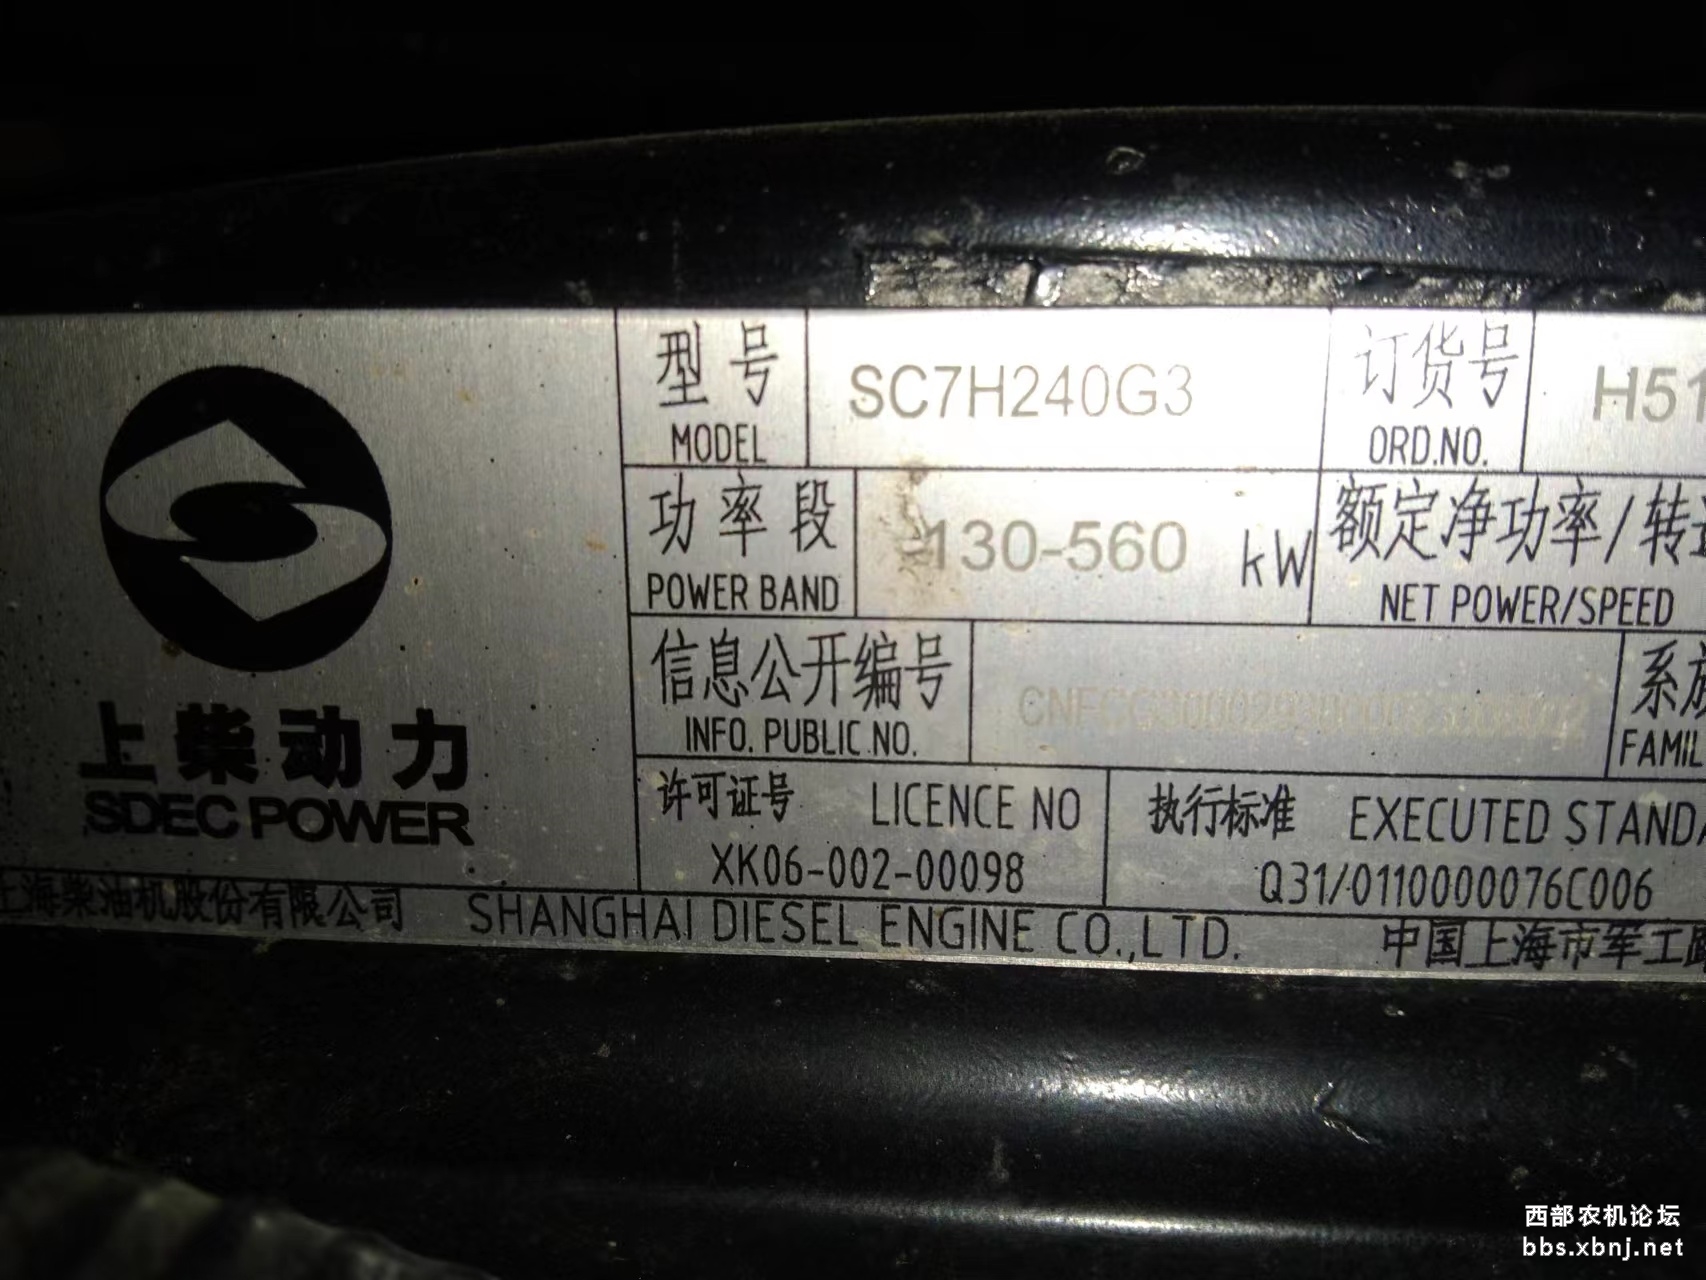 型号 SC7H240G3 订货号 H51
MODEL ORD.NO.
功率段 130-560 kW 额定净功率/转
POWER BAND NET POWER/SPEED
信息公开编号 系族
INFO. PUBLIC NO. FAMIL
上柴动力
SDEC POWER
许可证号 LICENCE NO 执行标准 EXECUTED STANDA
XK06-002-00098 Q31/0110000076C006
上海柴油机股份有限公司 SHANGHAI DIESEL ENGINE CO.,LTD. 中国上海市军工路
西部农机论坛
bbs.xbnj.net